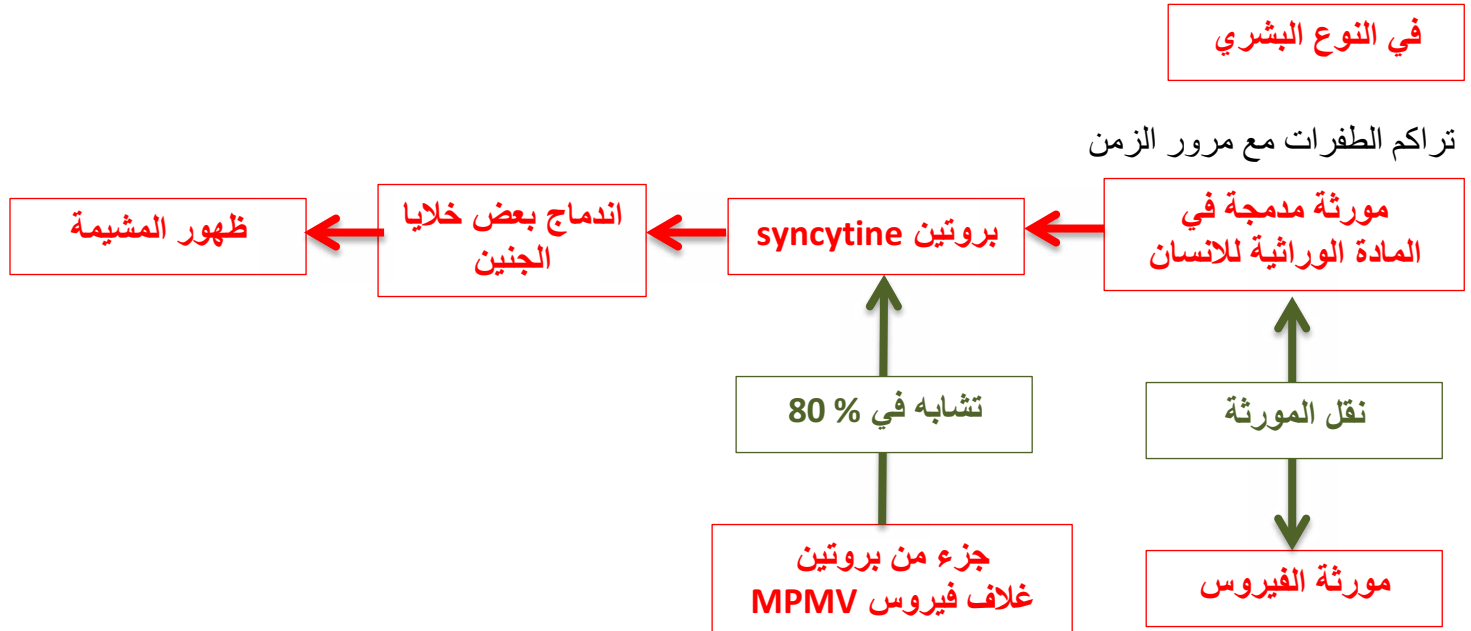 في النوع البشري
تراكم الطفرات مع مرور الزمن
مورثة مدمجة في
المادة الوراثية للانسان
بروتين syncytine
اندماج بعض خلايا
الجنين
ظهور المشيمة
نقل المورثة
تشابه في % 80
مورثة الفيروس
جزء من بروتين
غلاف فيروس MPMV